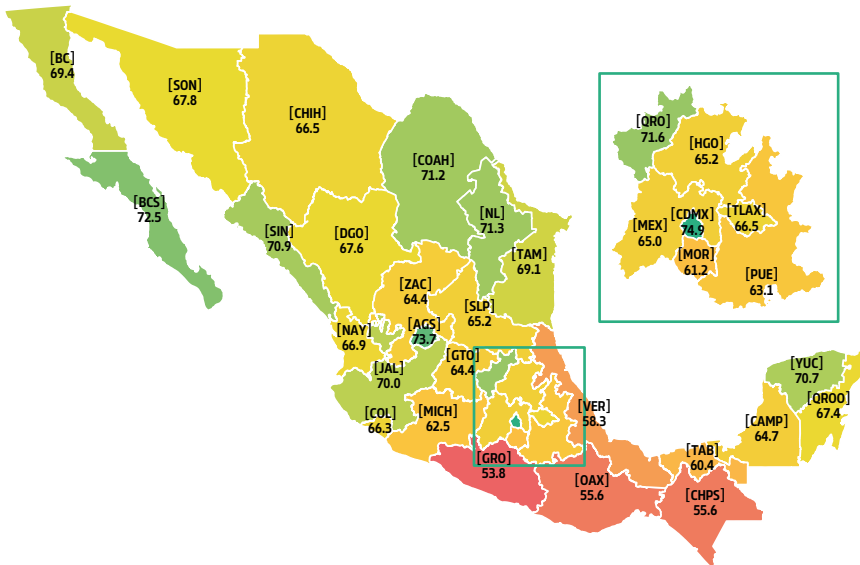 [BC]
69.4
[SON]
67.8
[CHIH]
66.5
[COAH]
71.2
[BCS]
72.5
[SIN]
70.9
[DGO]
67.6
[NL]
71.3
[TAM]
69.1
[ZAC]
64.4
[SLP]
65.2
[NAY]
66.9
[AGS]
73.7
[JAL]
70.0
[GTO]
64.4
[COL]
66.3
[MICH]
62.5
[VER]
58.3
[GRO]
53.8
[OAX]
55.6
[TAB]
60.4
[CHPS]
55.6
[CAMP]
64.7
[YUC]
70.7
[QROO]
67.4
[QRO]
71.6
[HGO]
65.2
[MEX]
65.0
[CDMX]
74.9
[TLAX]
66.5
[MOR]
61.2
[PUE]
63.1